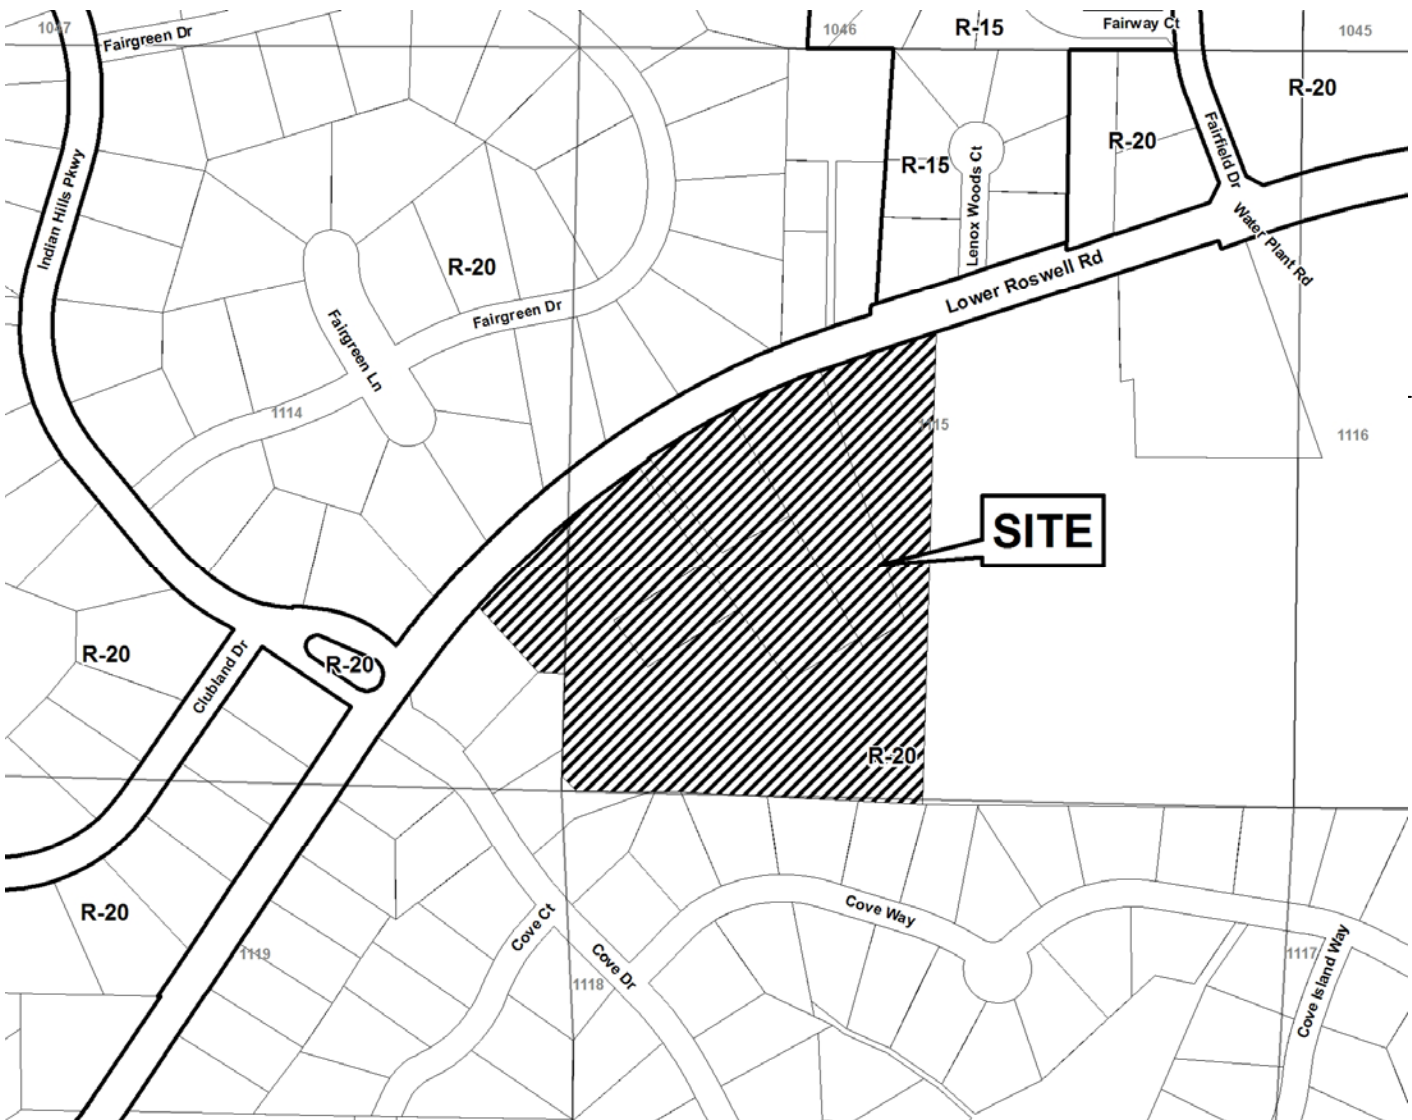 1047
Fairgreen Dr
1046
R-15
Fairway Ct
1045
R-20
R-20
R-15
Fairfield Dr
Indian Hills Pkwy
Lenox Woods Ct
Water Plant Rd
R-20
Lower Roswell Rd
Fairgreen Dr
Fairgreen Ln
1114
1115
1116
SITE
R-20
R-20
Clubland Dr
R-20
R-20
Cove Way
Cove Ct
1119
Cove Dr
1118
1117
Cove Island Way